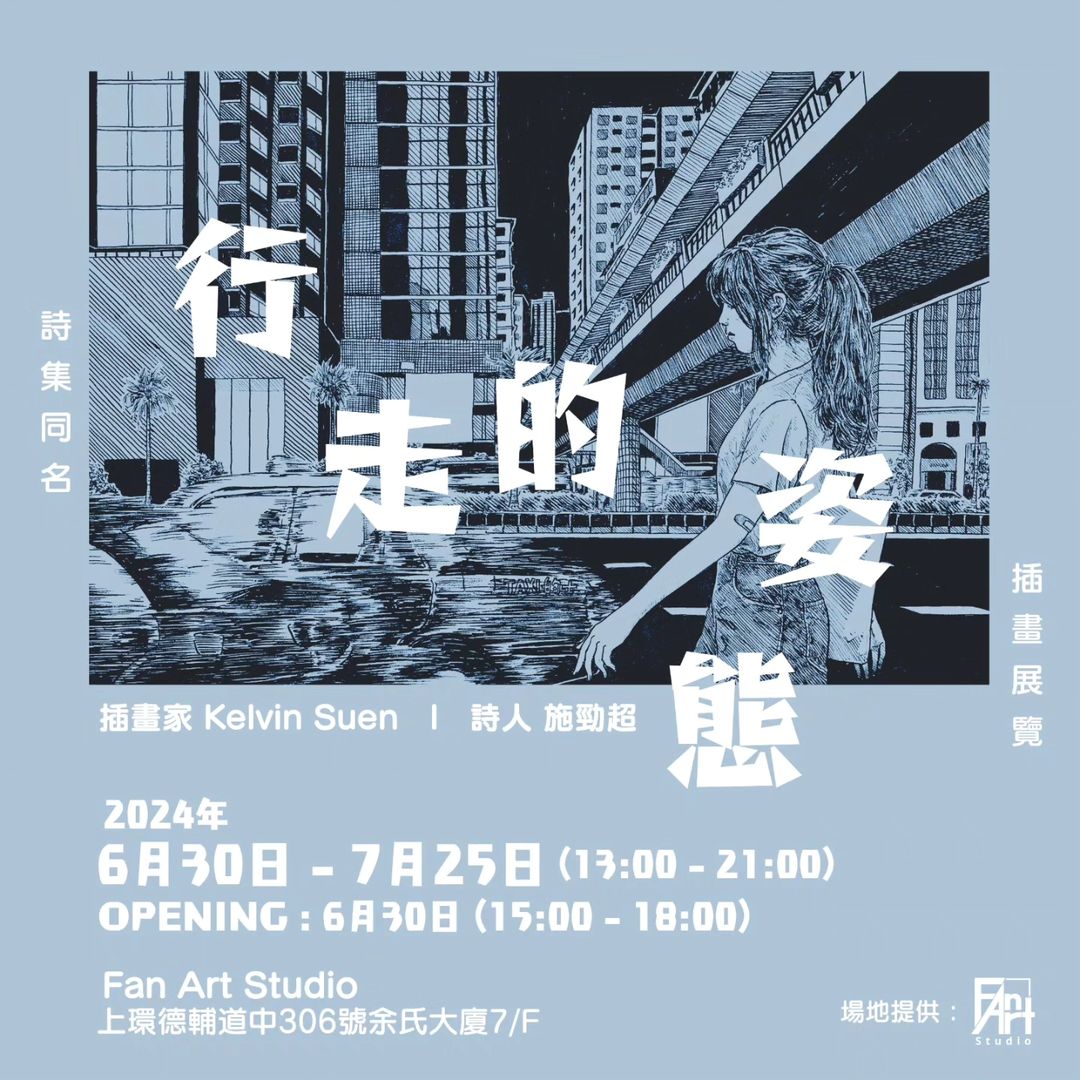 詩集同名
行走的姿態
插畫展覽
插畫家 Kelvin Suen | 詩人 施勁超
2024年
6月30日 - 7月25日 (13:00 - 21:00)
OPENING : 6月30日 (15:00 - 18:00)
Fan Art Studio
上環德輔道中306號余氏大廈7/F
場地提供 :
Fan Art
Studio